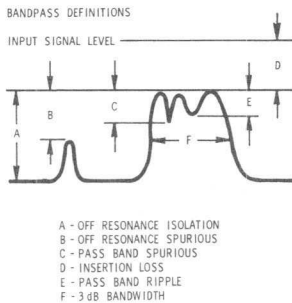 BANDPASS DEFINITIONS
INPUT SIGNAL LEVEL
D
B
C
E
A
F
A - OFF RESONANCE ISOLATION
B - OFF RESONANCE SPURIOUS
C - PASS BAND SPURIOUS
D - INSERTION LOSS
E - PASS BAND RIPPLE
F - 3 dB BANDWIDTH